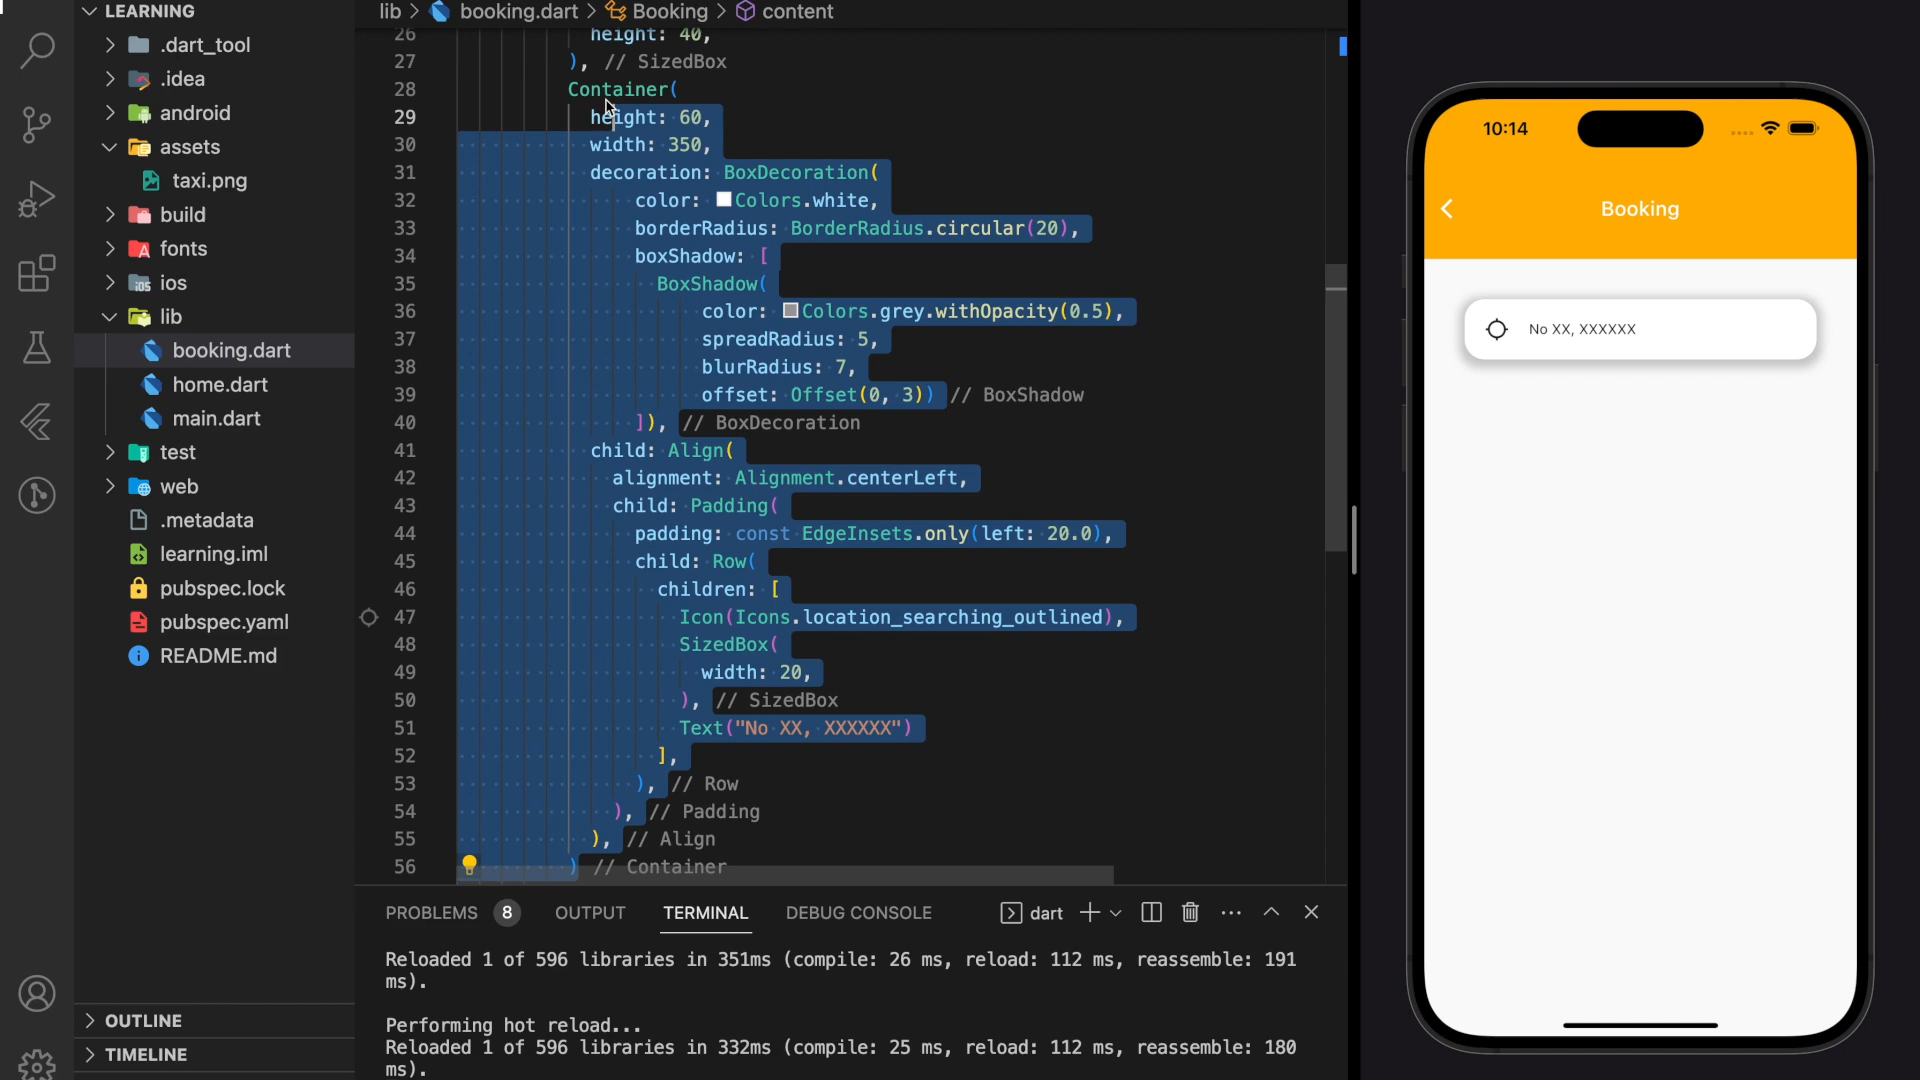 LEARNING
.dart_tool
.idea
android
assets
taxi.png
build
fonts
ios
lib
booking.dart
home.dart
main.dart
test
web
.metadata
learning.iml
pubspec.lock
pubspec.yaml
README.md
OUTLINE
TIMELINE
lib > booking.dart > Booking > content
26 height: 40,
27 ), // SizedBox
28 Container(
29 height: 60,
30 width: 350,
31 decoration: BoxDecoration(
32 color: Colors.white,
33 borderRadius: BorderRadius.circular(20),
34 boxShadow: [
35 BoxShadow(
36 color: Colors.grey.withOpacity(0.5),
37 spreadRadius: 5,
38 blurRadius: 7,
39 offset: Offset(0, 3)) // BoxShadow
40 ]), // BoxDecoration
41 child: Align(
42 alignment: Alignment.centerLeft,
43 child: Padding(
44 padding: const EdgeInsets.only(left: 20.0),
45 child: Row(
46 children: [
47 Icon(Icons.location_searching_outlined),
48 SizedBox(
49 width: 20,
50 ), // SizedBox
51 Text("No XX, XXXXXX")
52 ],
53 ), // Row
54 ), // Padding
55 ), // Align
56 ) // Container
PROBLEMS 8 OUTPUT TERMINAL DEBUG CONSOLE dart
Reloaded 1 of 596 libraries in 351ms (compile: 26 ms, reload: 112 ms, reassemble: 191
ms).
Performing hot reload...
Reloaded 1 of 596 libraries in 332ms (compile: 25 ms, reload: 112 ms, reassemble: 180
ms).
10:14
Booking
No XX, XXXXXX